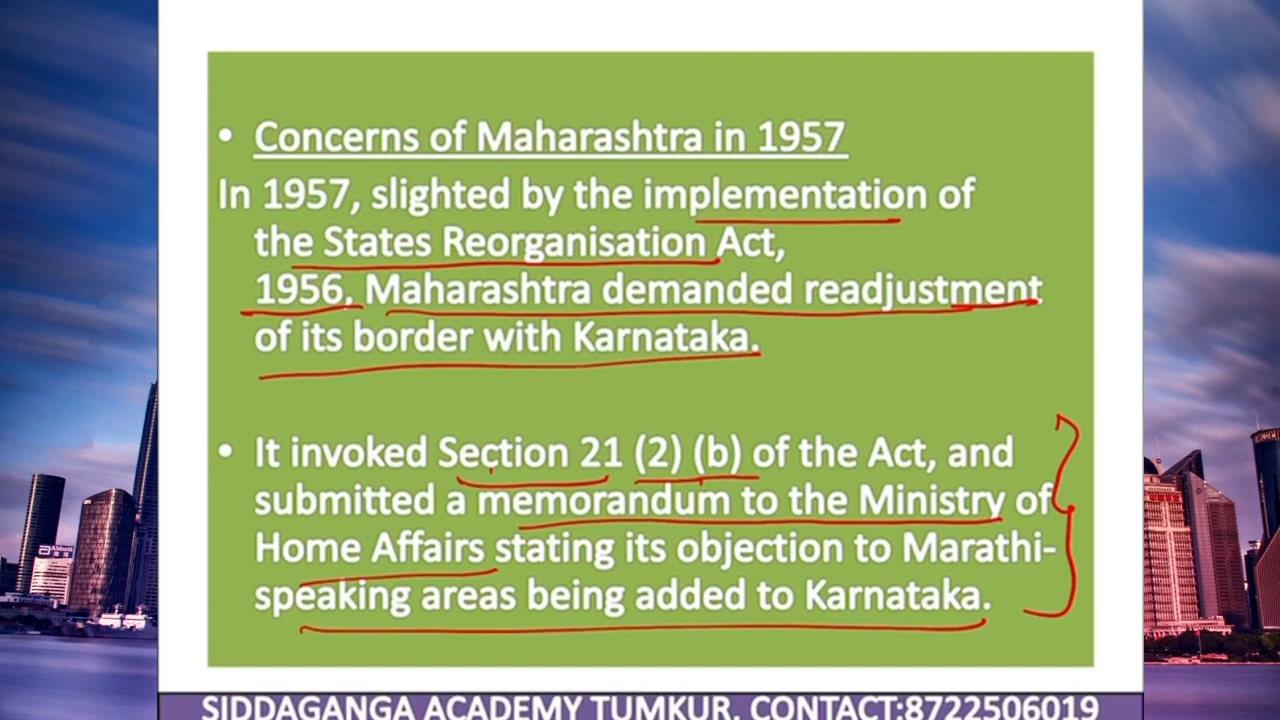 • Concerns of Maharashtra in 1957
In 1957, slighted by the implementation of
the States Reorganisation Act,
1956, Maharashtra demanded readjustment
of its border with Karnataka.
• It invoked Section 21 (2) (b) of the Act, and
submitted a memorandum to the Ministry of
Home Affairs stating its objection to Marathi-
speaking areas being added to Karnataka.
Abbott
SIDDAGANGA ACADEMY TUMKUR. CONTACT:8722506019